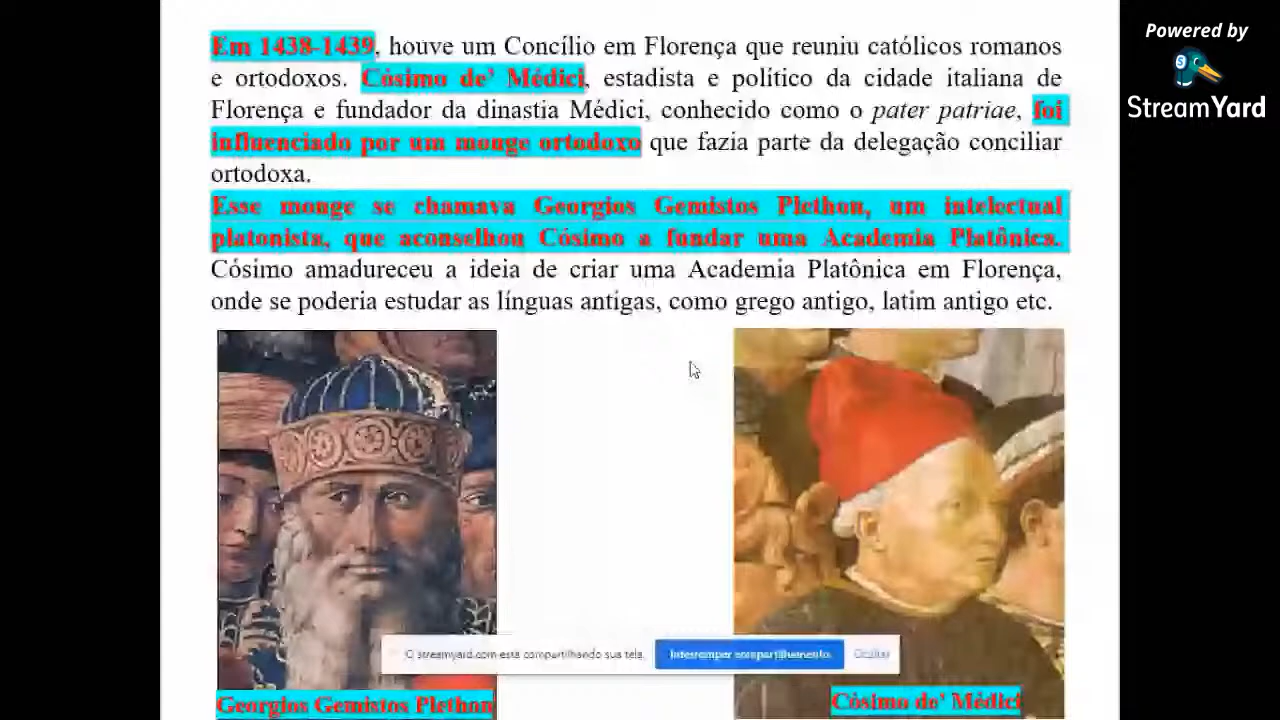 Powered by
StreamYard
Em 1438-1439, houve um Concílio em Florença que reuniu católicos romanos
e ortodoxos. Cósimo de' Médici, estadista e político da cidade italiana de
Florença e fundador da dinastia Médici, conhecido como o pater patriae, foi
influenciado por um monge ortodoxo que fazia parte da delegação conciliar
ortodoxa.
Esse monge se chamava Georgios Gemistos Plethon, um intelectual
platonista, que aconselhou Cósimo a fundar uma Academia Platônica.
Cósimo amadureceu a ideia de criar uma Academia Platônica em Florença,
onde se poderia estudar as línguas antigas, como grego antigo, latim antigo etc.
O streamyard.com está compartilhando sua tela.
Interromper compartilhamento
Ocultar
Georgios Gemistos Plethon
Cósimo de' Médici